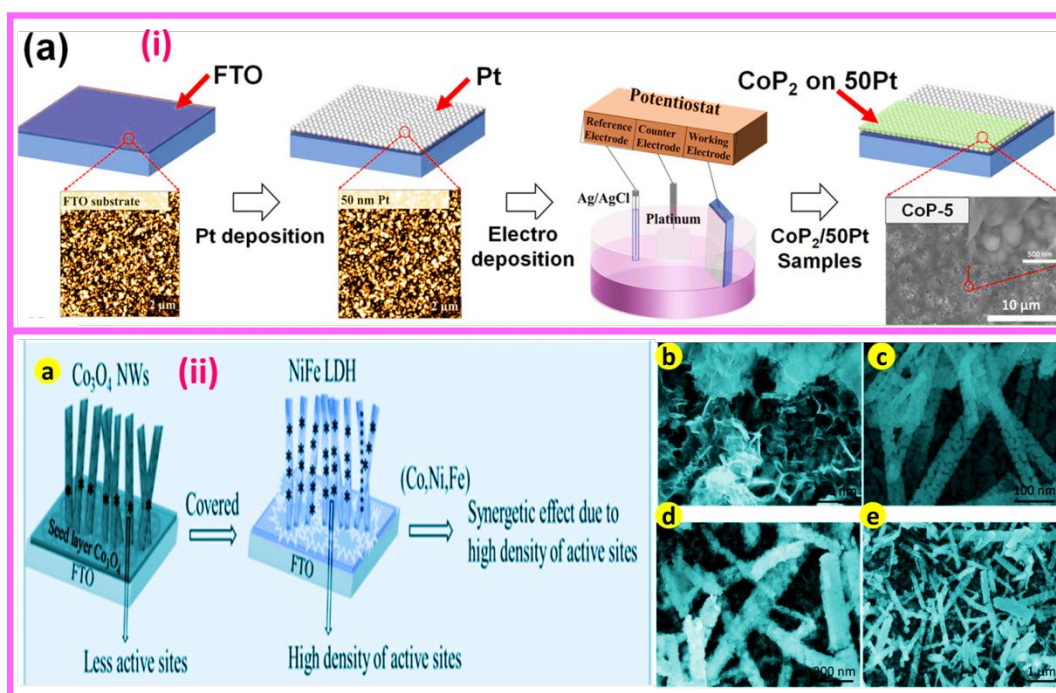 (a)
(i)
FTO
Pt
CoP₂ on 50Pt
Potentiostat
Reference Electrode
Counter Electrode
Working Electrode
FTO substrate
50 nm Pt
Ag/AgCl
Platinum
CoP-5
500 nm
10 μm
2 μm
2 μm
Pt deposition
Electro
deposition
CoP₂/50Pt
Samples
a
(ii)
Co₃O₄ NWs
NiFe LDH
(Co,Ni,Fe)
Covered
Synergetic effect due to
high density of active sites
Seed layer Co₃O₄
FTO
FTO
Less active sites
High density of active sites
b
nm
c
100 nm
d
200 nm
e
1 μm